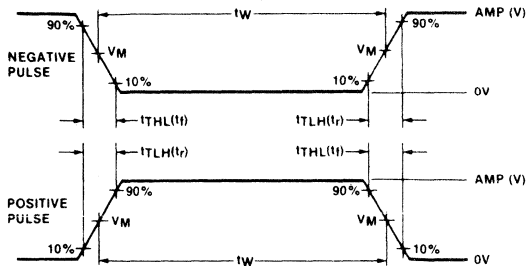 tW
AMP (V)
90%
90%
NEGATIVE
PULSE
VM
VM
10%
10%
0V
tTHL(tf)
tTLH(tr)
tTLH(tr)
tTHL(tf)
AMP (V)
90%
90%
POSITIVE
PULSE
VM
VM
10%
10%
tW
0V